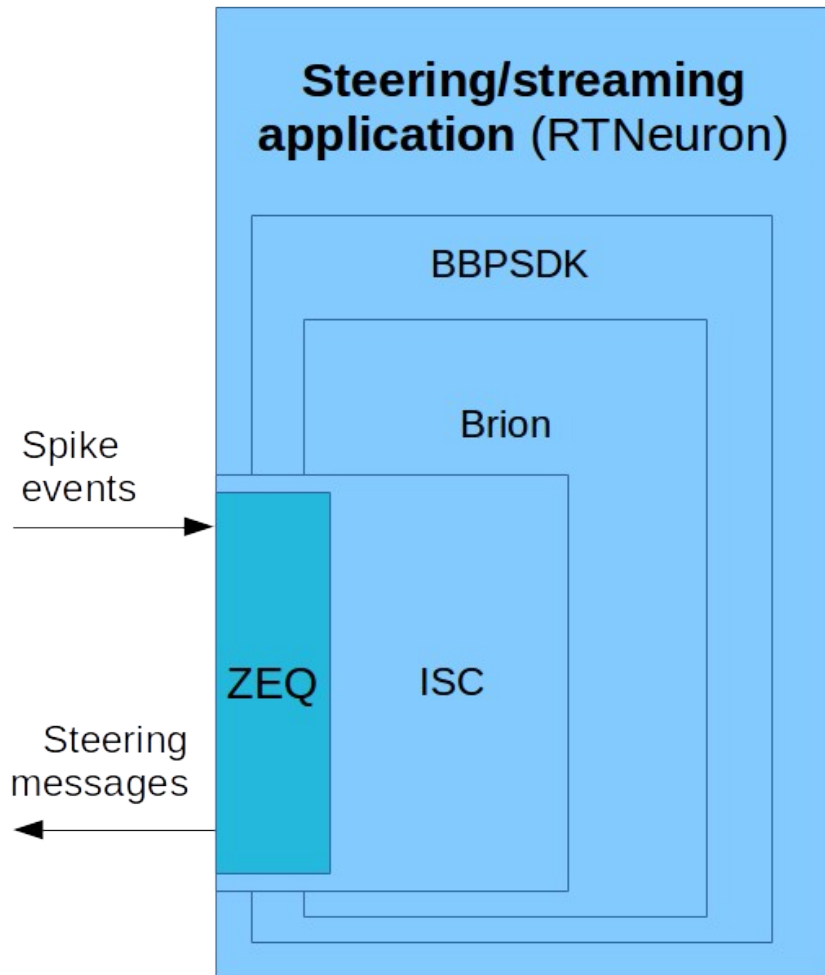 Steering/streaming
application (RTNeuron)
BBPSDK
Brion
Spike
events
ZEQ
ISC
Steering
messages